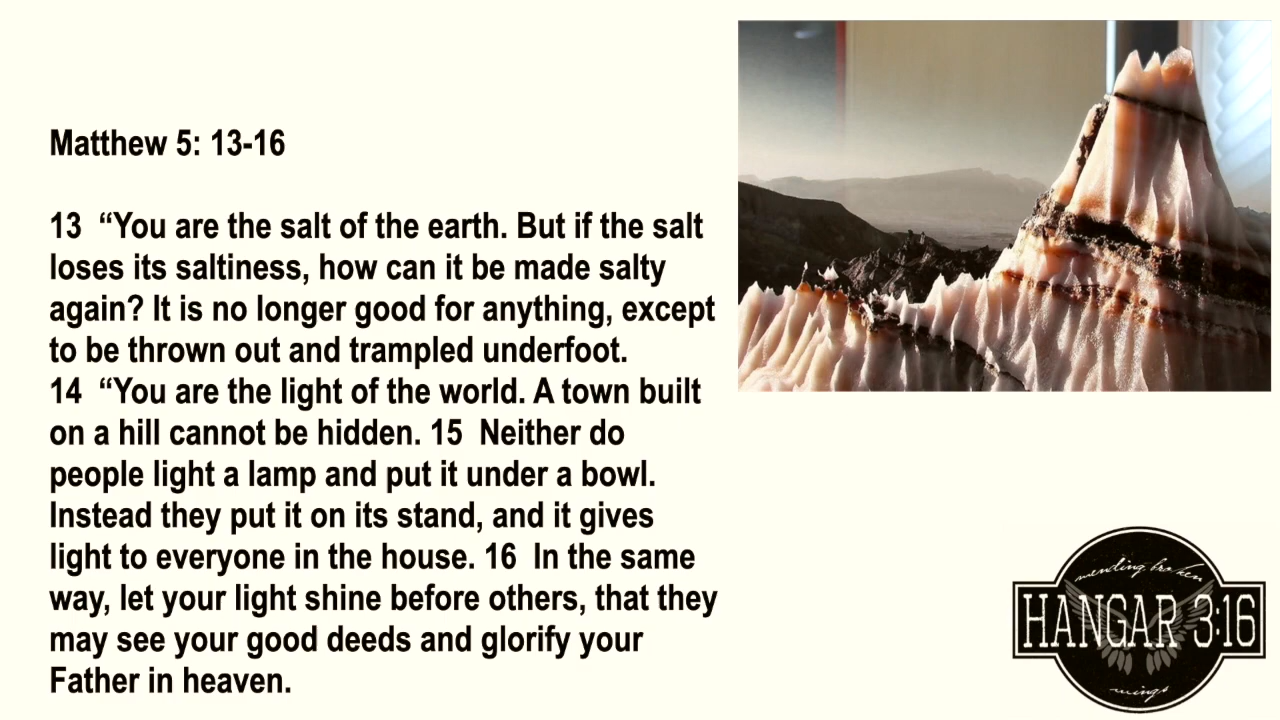 Matthew 5: 13-16
13  “You are the salt of the earth. But if the salt
loses its saltiness, how can it be made salty
again? It is no longer good for anything, except
to be thrown out and trampled underfoot.
14  “You are the light of the world. A town built
on a hill cannot be hidden. 15  Neither do
people light a lamp and put it under a bowl.
Instead they put it on its stand, and it gives
light to everyone in the house. 16  In the same
way, let your light shine before others, that they
may see your good deeds and glorify your
Father in heaven.
mending broken
HANGAR 3:16
wings